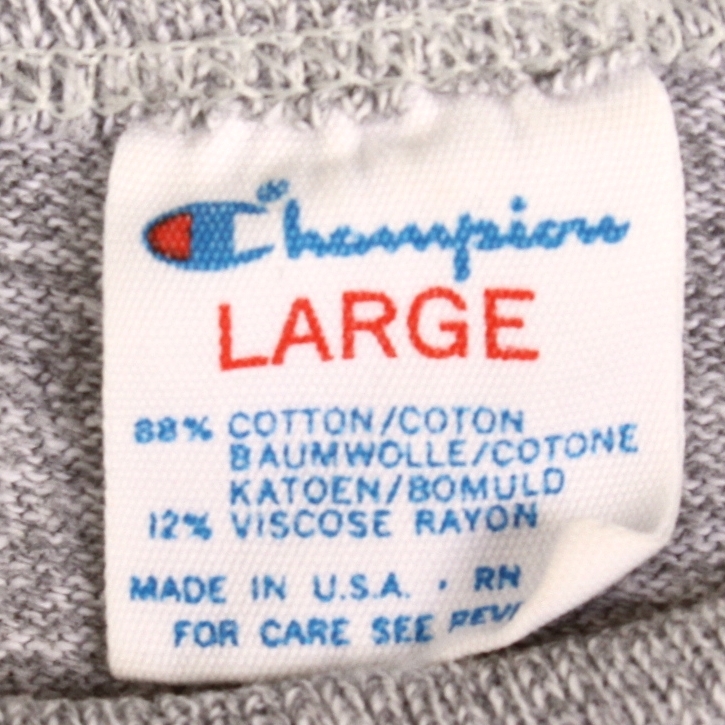 Champion®
LARGE
88% COTTON/COTON
BAUMWOLLE/COTONE
KATOEN/BOMULD
12% VISCOSE RAYON
MADE IN U.S.A. · RN
FOR CARE SEE